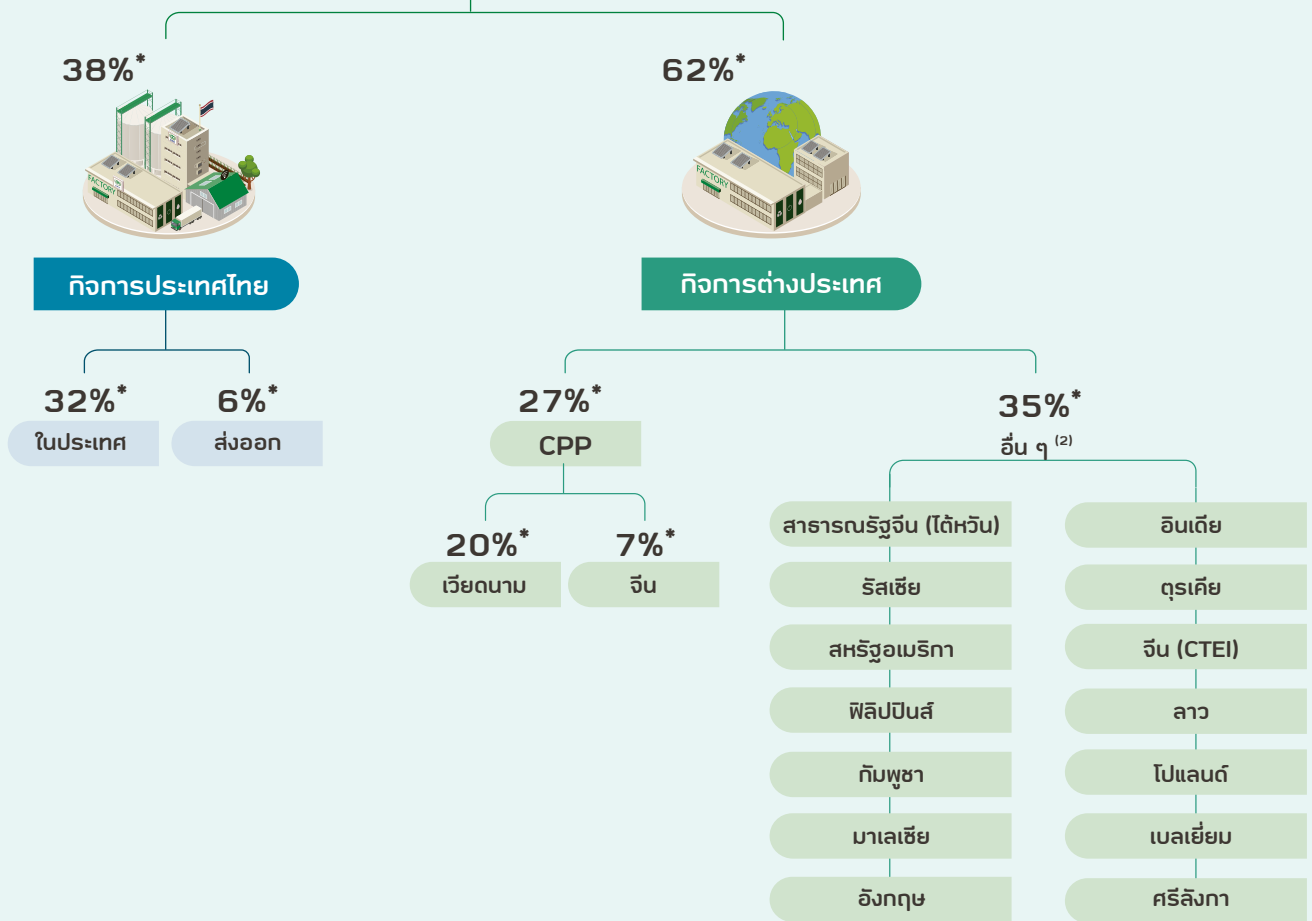 38%*
62%*
FACTORY
FACTORY
กิจการประเทศไทย
กิจการต่างประเทศ
32%*
6%*
27%*
35%*
ในประเทศ
ส่งออก
CPP
อื่น ๆ (2)
20%*
7%*
เวียดนาม
จีน
สาธารณรัฐจีน (ไต้หวัน)
อินเดีย
รัสเซีย
ตุรเคีย
สหรัฐอเมริกา
จีน (CTEI)
ฟิลิปปินส์
ลาว
กัมพูชา
โปแลนด์
มาเลเซีย
เบลเยี่ยม
อังกฤษ
ศรีลังกา